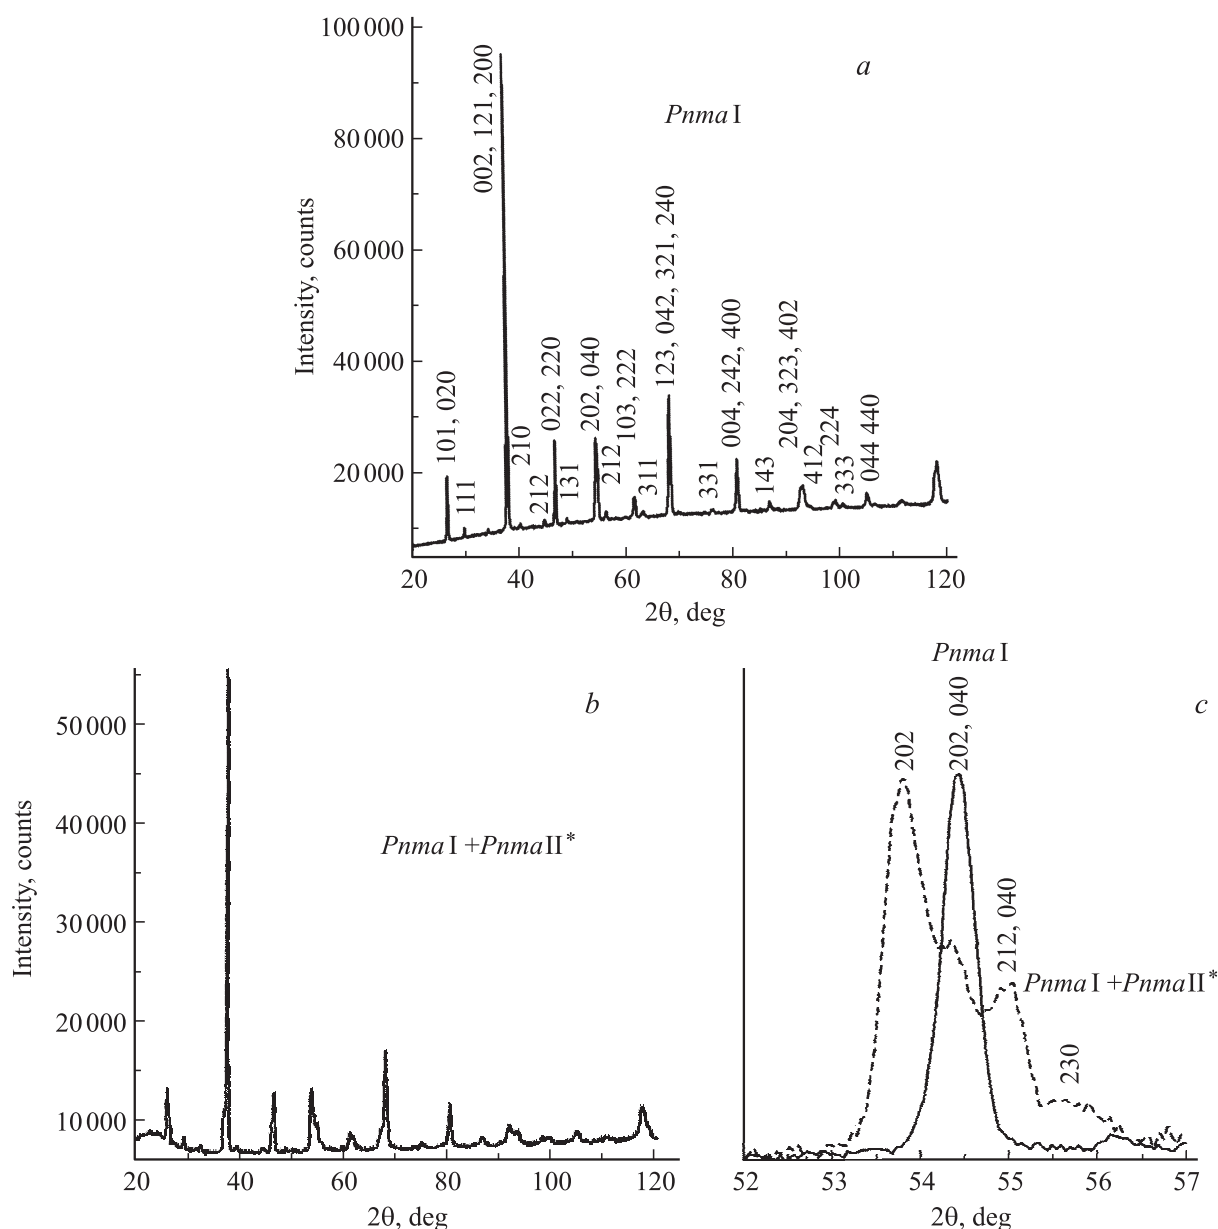 a
Pnma I
Intensity, counts
100 000
80 000
60 000
40 000
20 000
101, 020
111
002, 121, 200
210
212
022, 220
131
202, 040
212
103, 222
311
123, 042, 321, 240
331
004, 242, 400
143
204, 323, 402
412
224
333
044 440
20 40 60 80 100 120
2θ, deg
b
Pnma I +Pnma II*
Intensity, counts
50 000
40 000
30 000
20 000
10 000
20 40 60 80 100 120
2θ, deg
Pnma I
c
202
202, 040
212, 040
Pnma I +Pnma II*
230
52 53 54 55 56 57
2θ, deg